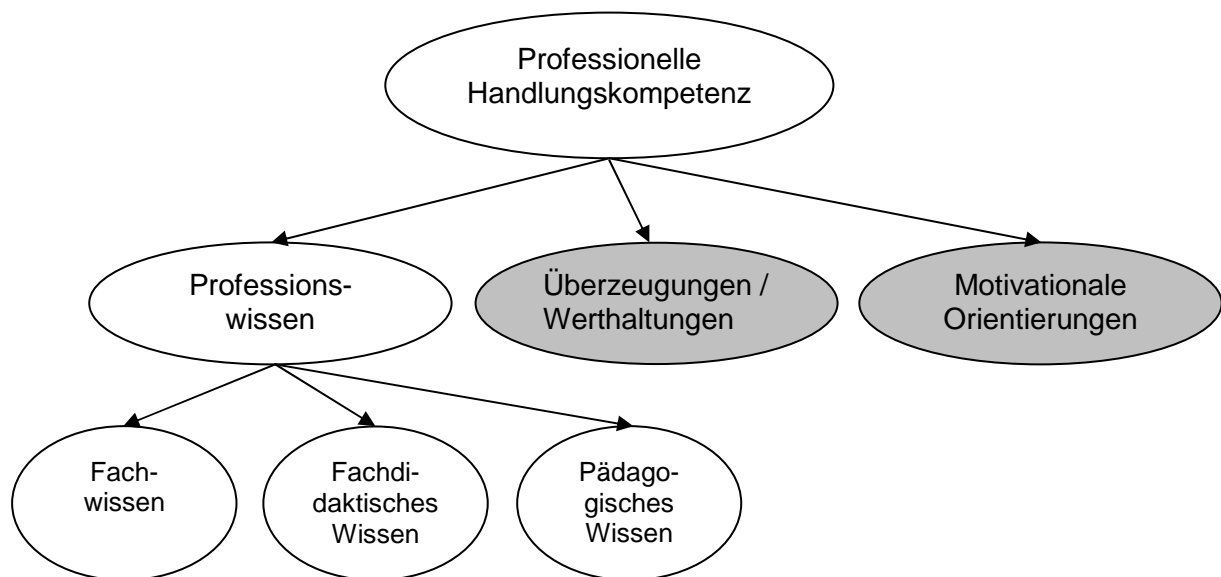 Professionelle
Handlungskompetenz
Professions-
wissen
Überzeugungen /
Werthaltungen
Motivationale
Orientierungen
Fach-
wissen
Fachdi-
daktisches
Wissen
Pädago-
gisches
Wissen